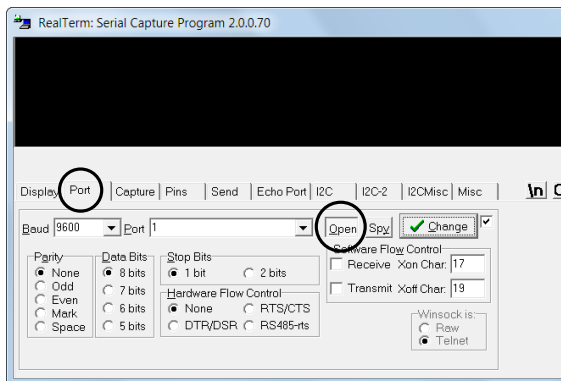 RealTerm: Serial Capture Program 2.0.0.70
Display Port Capture Pins Send Echo Port I2C I2C-2 I2CMisc Misc \n
Baud 9600 Port 1 Open Spy Change
Parity Data Bits Stop Bits Software Flow Control
None 8 bits 1 bit 2 bits Receive Xon Char: 17
Odd 7 bits
Even 6 bits Hardware Flow Control Transmit Xoff Char: 19
Mark 5 bits None RTS/CTS
Space DTR/DSR RS485-rts
Winsock is:
Raw
Telnet